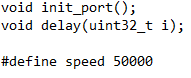 void init_port();
void delay(uint32_t i);
#define speed 50000